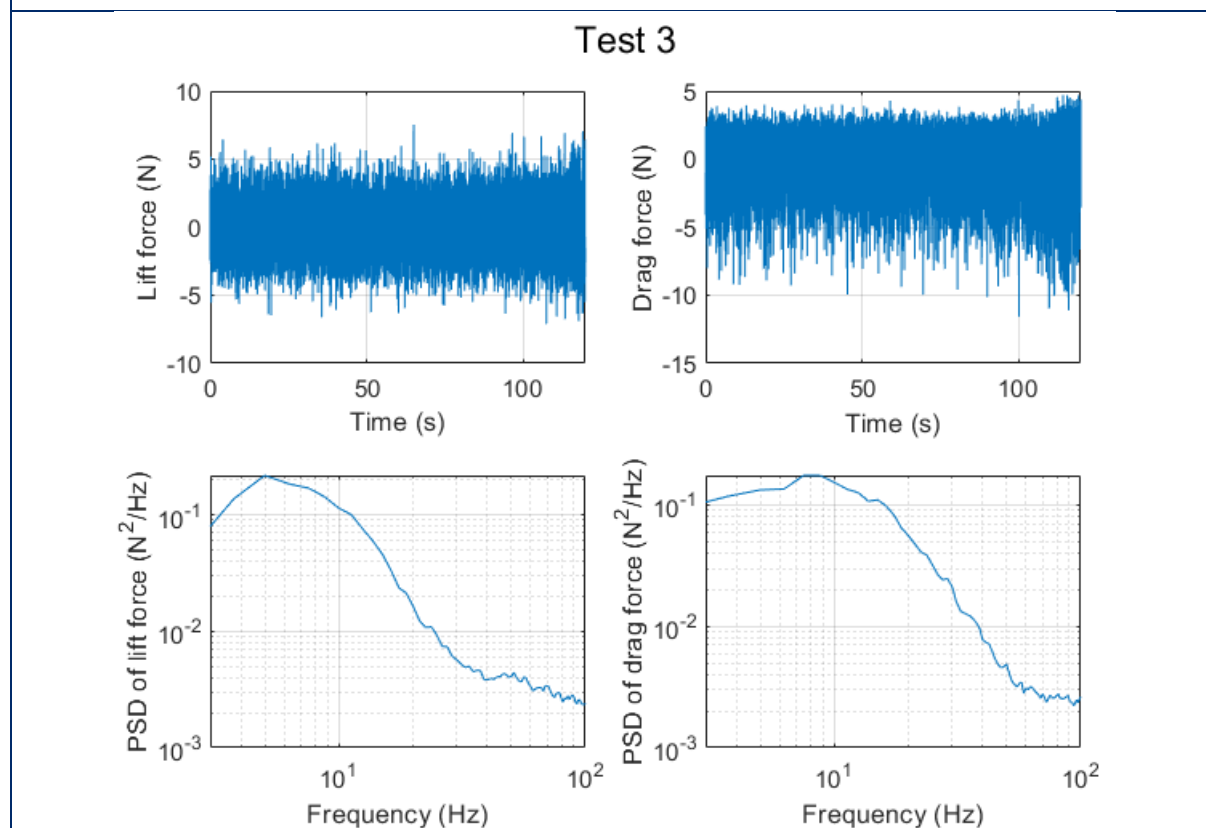 Test 3
10
5
0
-5
-10
Lift force (N)
0
50
100
Time (s)
5
0
-5
-10
-15
Drag force (N)
0
50
100
Time (s)
10⁻¹
10⁻²
10⁻³
PSD of lift force (N²/Hz)
10¹
10²
Frequency (Hz)
10⁻¹
10⁻²
10⁻³
PSD of drag force (N²/Hz)
10¹
10²
Frequency (Hz)